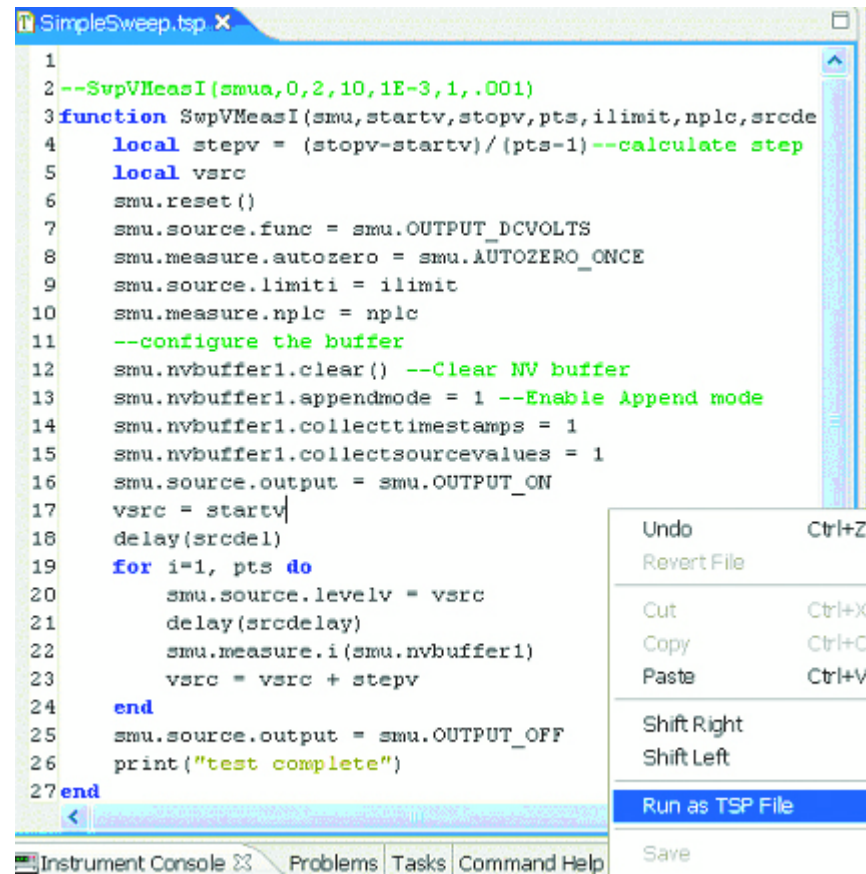 SimpleSweep.tsp
1
2 --SwpVMeasI(smua,0,2,10,1E-3,1,.001)
3 function SwpVMeasI(smu,startv,stopv,pts,ilimit,nplc,srcde
4 local stepv = (stopv-startv)/(pts-1)--calculate step
5 local vsrc
6 smu.reset()
7 smu.source.func = smu.OUTPUT_DCVOLTS
8 smu.measure.autozero = smu.AUTOZERO_ONCE
9 smu.source.limiti = ilimit
10 smu.measure.nplc = nplc
11 --configure the buffer
12 smu.nvbuffer1.clear() --Clear NV buffer
13 smu.nvbuffer1.appendmode = 1 --Enable Append mode
14 smu.nvbuffer1.collecttimestamps = 1
15 smu.nvbuffer1.collectsourcevalues = 1
16 smu.source.output = smu.OUTPUT_ON
17 vsrc = startv
18 delay(srcdel)
19 for i=1, pts do
20 smu.source.levelv = vsrc
21 delay(srcdelay)
22 smu.measure.i(smu.nvbuffer1)
23 vsrc = vsrc + stepv
24 end
25 smu.source.output = smu.OUTPUT_OFF
26 print("test complete")
27 end
Undo Ctrl+Z
Revert File
Cut Ctrl+X
Copy Ctrl+C
Paste Ctrl+V
Shift Right
Shift Left
Run as TSP File
Save
Instrument Console Problems Tasks Command Help